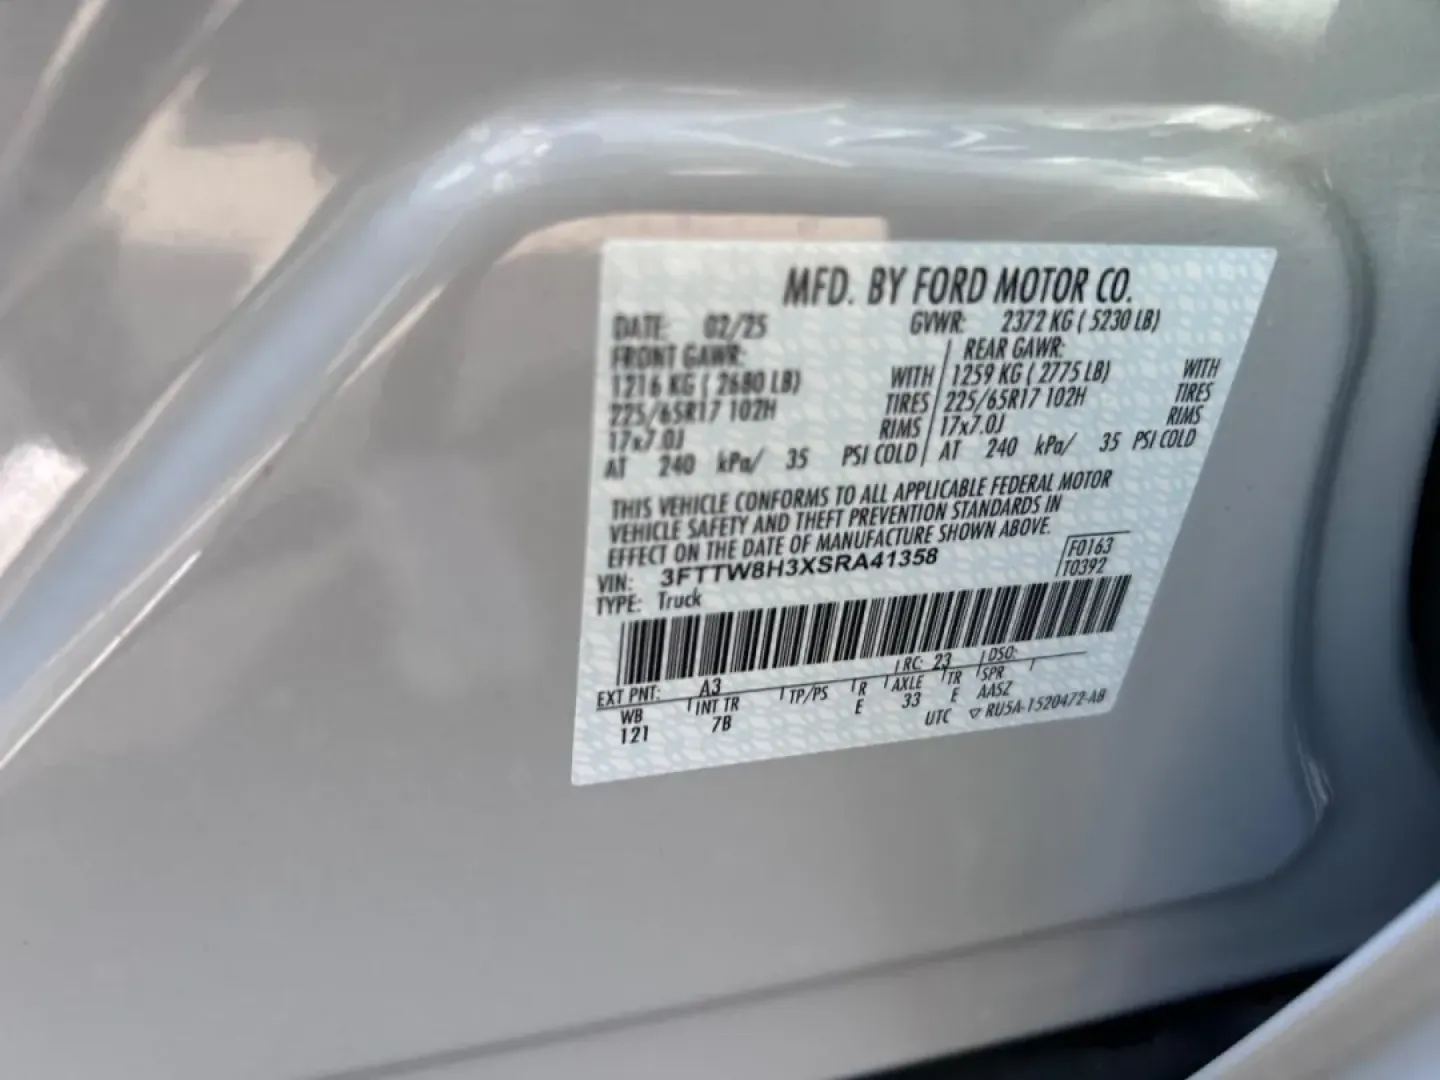 MFD. BY FORD MOTOR CO.
DATE: 02/25 GVWR: 2372 KG ( 5230 LB)
FRONT GAWR: REAR GAWR:
1216 KG ( 2680 LB) WITH 1259 KG ( 2775 LB) WITH
225/65R17 102H TIRES 225/65R17 102H TIRES
17x7.0J RIMS 17x7.0J RIMS
AT 240 kPa/ 35 PSI COLD AT 240 kPa/ 35 PSI COLD
THIS VEHICLE CONFORMS TO ALL APPLICABLE FEDERAL MOTOR
VEHICLE SAFETY AND THEFT PREVENTION STANDARDS IN
EFFECT ON THE DATE OF MANUFACTURE SHOWN ABOVE.
VIN: 3FTTW8H3XSRA41358 F0163
TYPE: Truck T0392
EXT PNT: A3 RC: 23 DSO:
WB INT TR TP/PS R AXLE TR SPR
121 7B E 33 E AASZ
UTC ▽ RU5A-1520472-AB